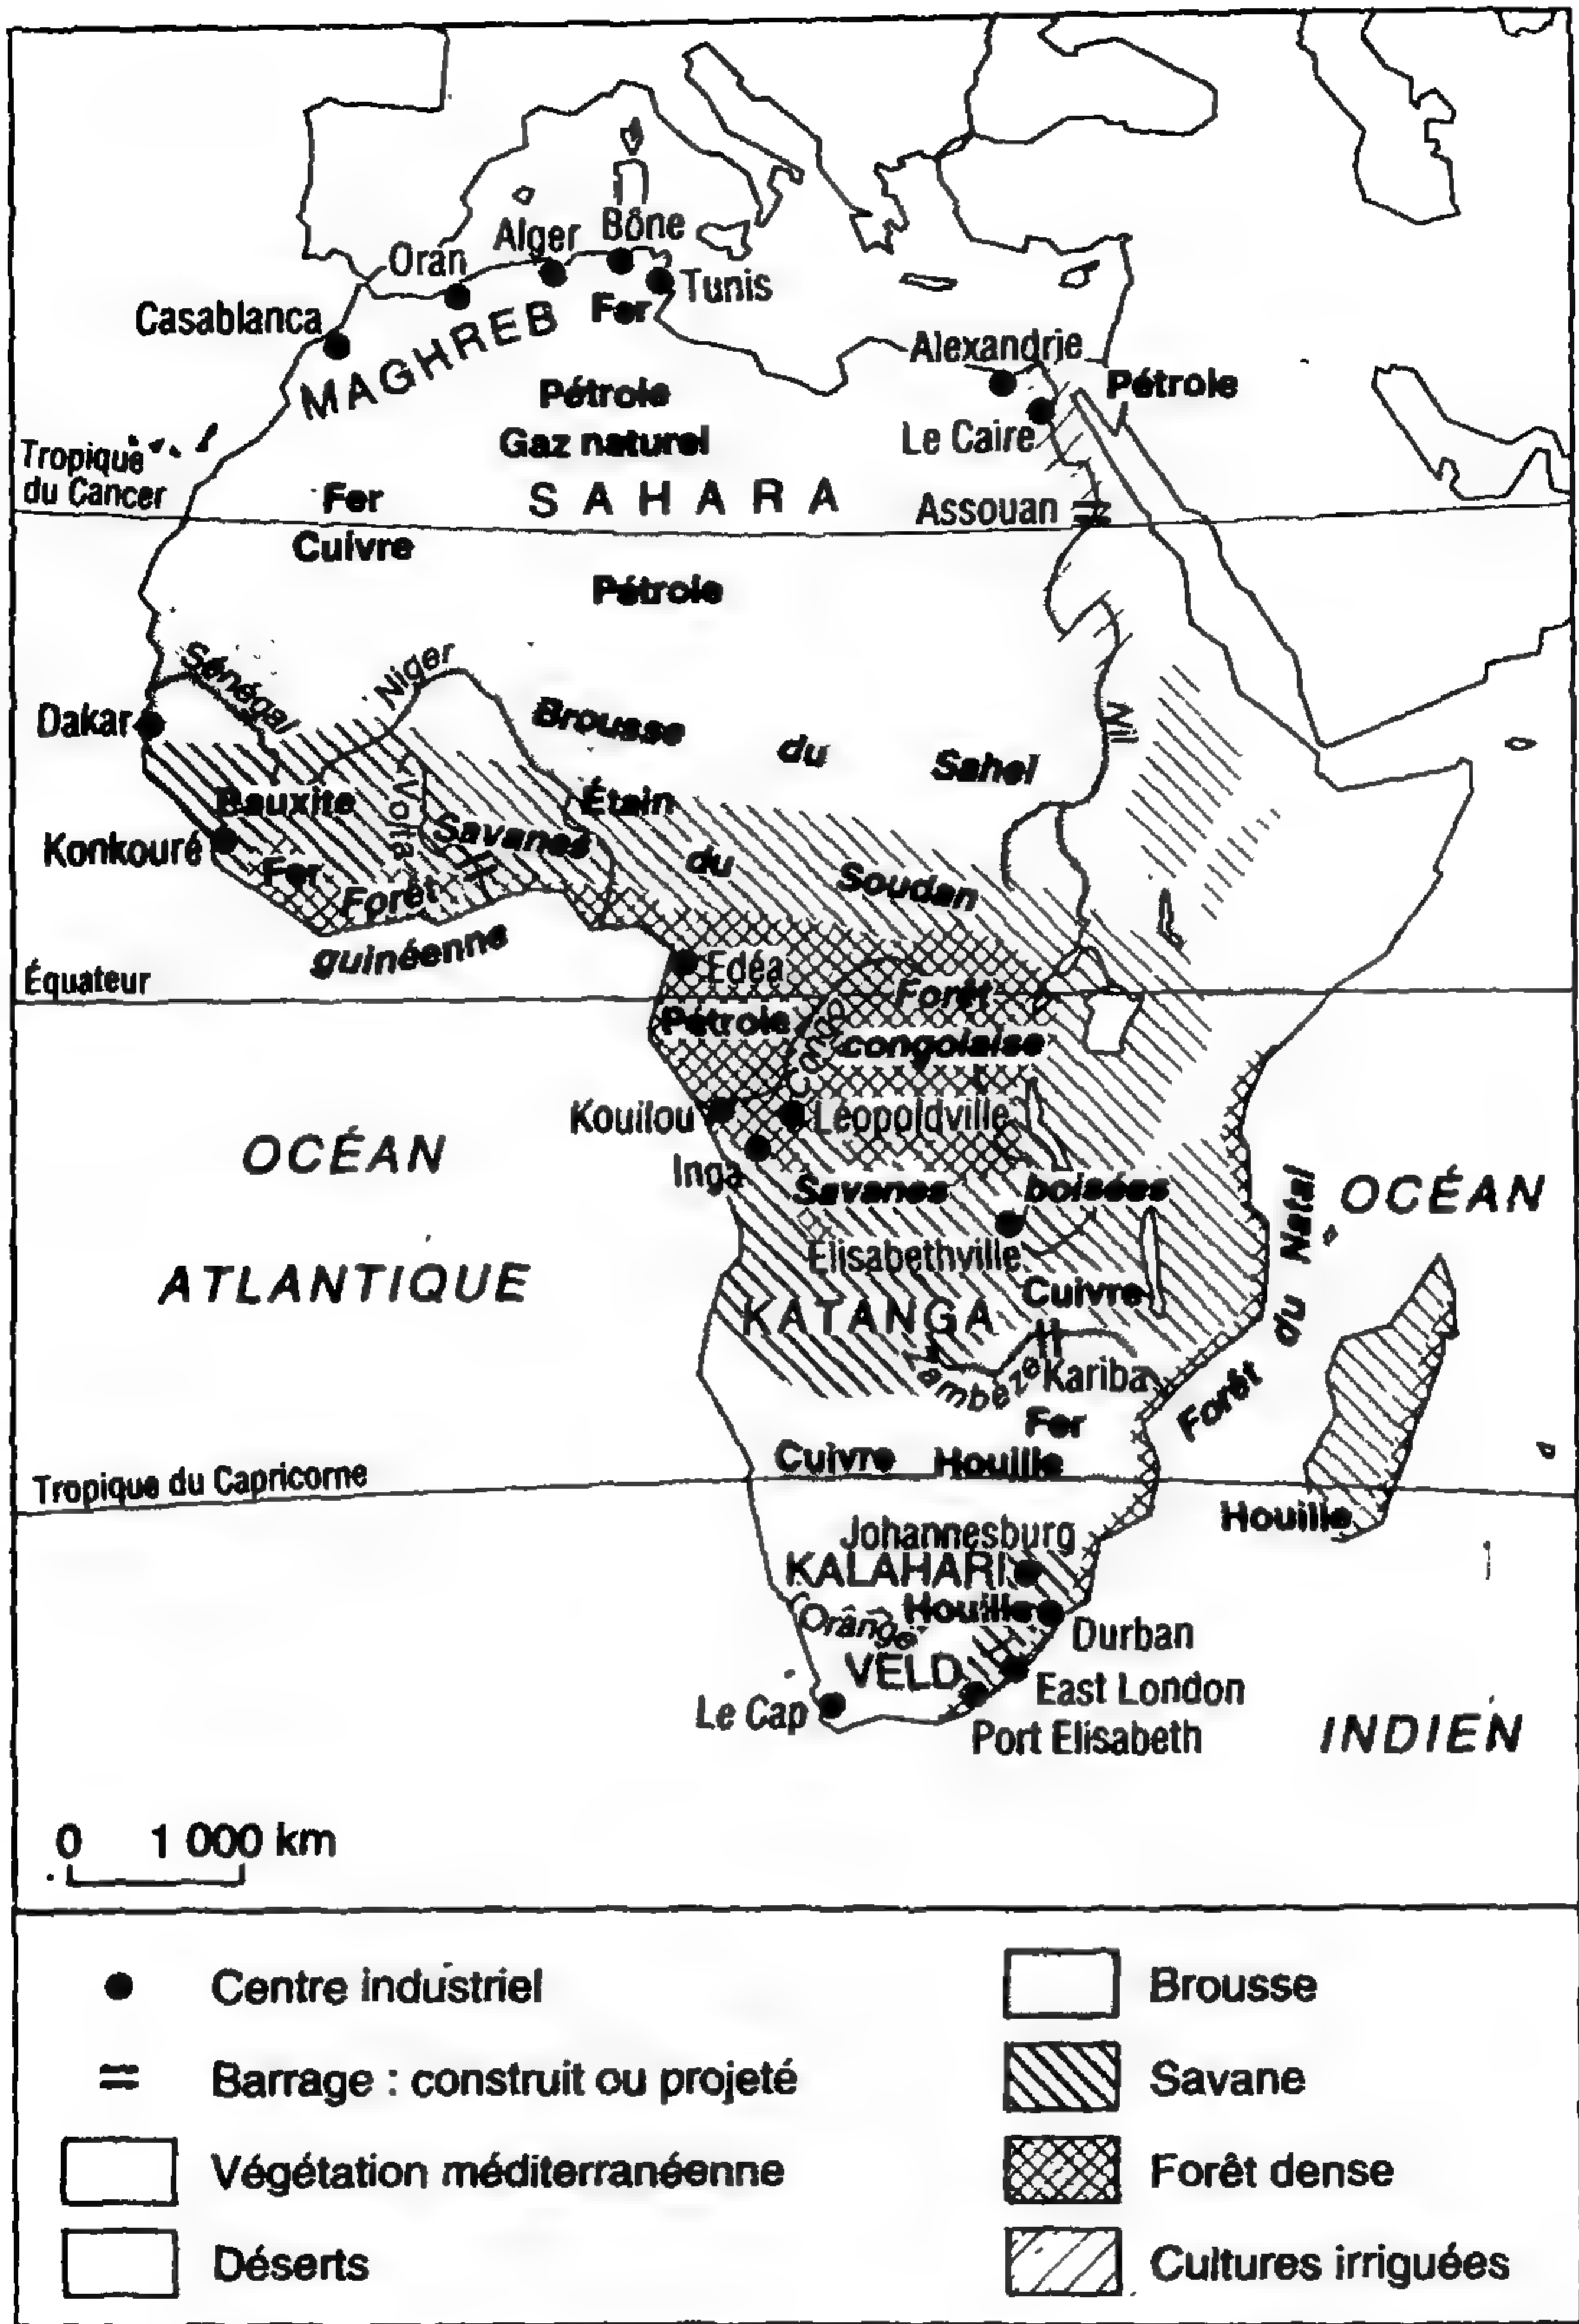 Alger
Bône
Oran
Tunis
Casablanca
Fer
MAGHREB
Alexandrie
Pétrole
Pétrole
Gaz naturel
Le Caire
Tropique
du Cancer
Fer
SAHARA
Assouan
Cuivre
Pétrole
Sénégal
Niger
Dakar
Brousse du Sahel
Nil
Bauxite
Volta
Étain
Konkouré
Savanes du Soudan
Fer
Forêt
guinéenne
Équateur
Edéa
Forêt
Pétrole
Congo
congolaise
Kouilou
Léopoldville
Inga
OCÉAN
ATLANTIQUE
Savanes boisées
OCÉAN
Elisabethville
Cuivre
KATANGA
Zambèze
Kariba
Forêt du Natal
Fer
Cuivre
Houille
Tropique du Capricorne
Houille
Johannesburg
KALAHARI
Houille
Orange
Durban
VELD
East London
Le Cap
Port Elisabeth
INDIEN
0 1 000 km
Centre industriel
Barrage : construit ou projeté
Végétation méditerranéenne
Déserts
Brousse
Savane
Forêt dense
Cultures irriguées